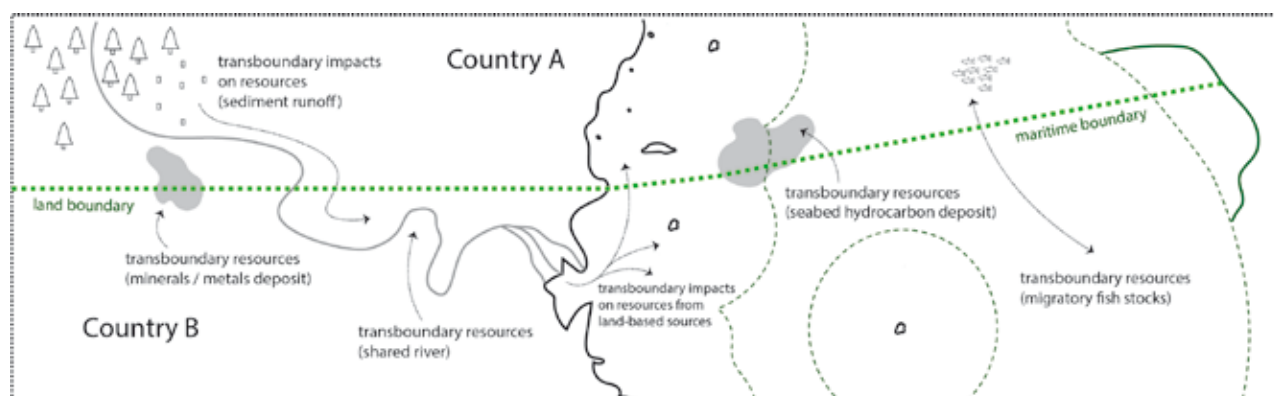 transboundary impacts
on resources
(sediment runoff)
Country A
maritime boundary
land boundary
transboundary resources
(seabed hydrocarbon deposit)
transboundary resources
(minerals / metals deposit)
transboundary impacts
on resources from
land-based sources
transboundary resources
(migratory fish stocks)
Country B
transboundary resources
(shared river)